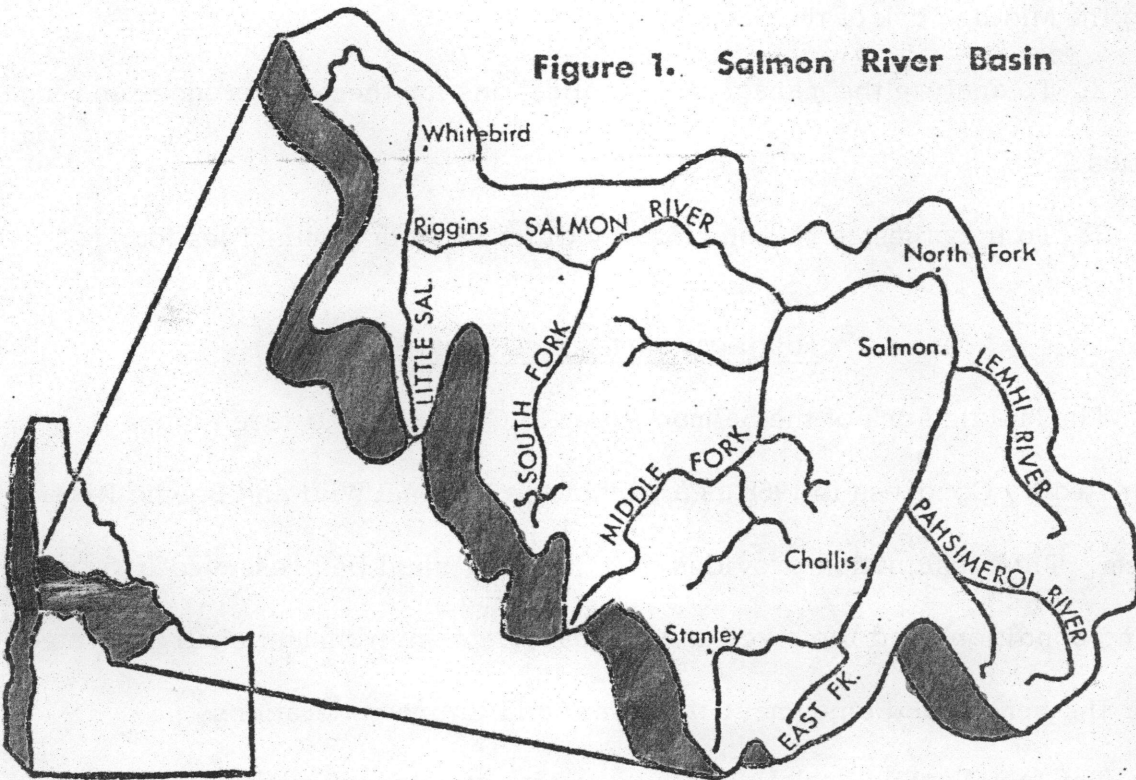 Figure 1. Salmon River Basin
Whitebird
Riggins
SALMON RIVER
North Fork
LITTLE SAL.
SOUTH FORK
Salmon
LEMHI RIVER
MIDDLE FORK
PAHSIMEROI RIVER
Challis
Stanley
EAST FK.